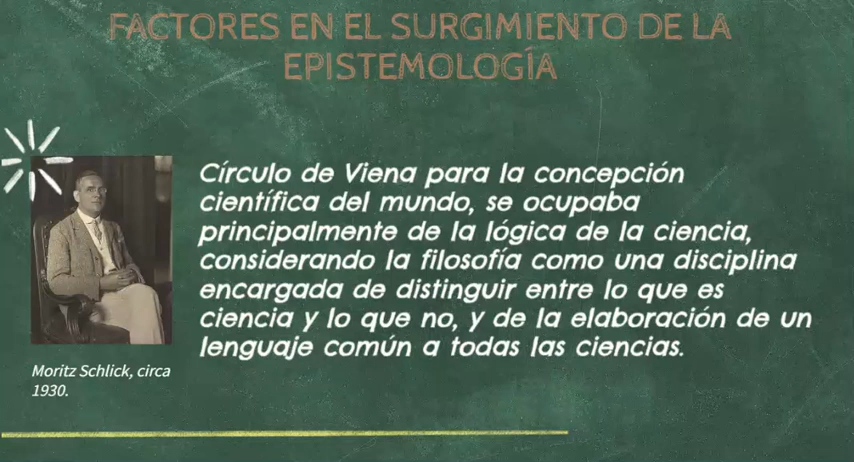 FACTORES EN EL SURGIMIENTO DE LA
EPISTEMOLOGÍA
Círculo de Viena para la concepción
científica del mundo, se ocupaba
principalmente de la lógica de la ciencia,
considerando la filosofía como una disciplina
encargada de distinguir entre lo que es
ciencia y lo que no, y de la elaboración de un
lenguaje común a todas las ciencias.
Moritz Schlick, circa
1930.